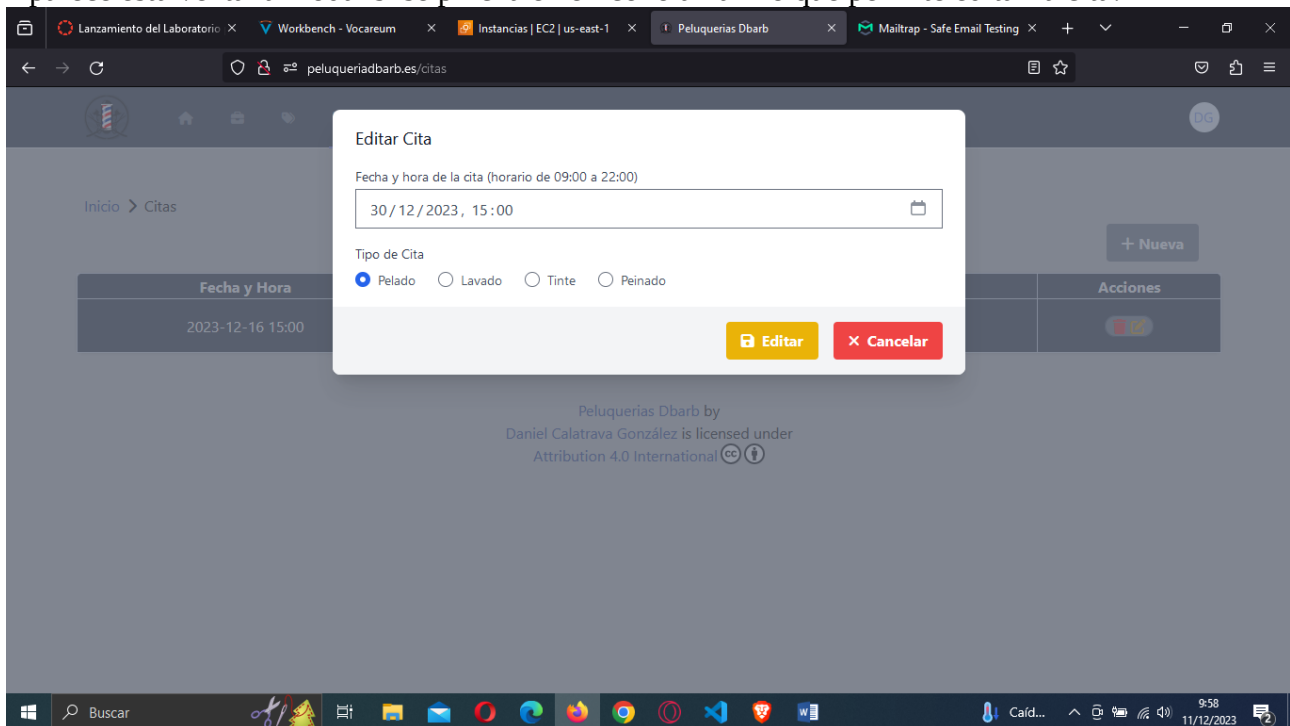 Lanzamiento del Laboratorio
Workbench - Vocareum
Instancias | EC2 | us-east-1
Peluquerias Dbarb
Mailtrap - Safe Email Testing
peluqueriadbarb.es/citas
DG
Editar Cita
Fecha y hora de la cita (horario de 09:00 a 22:00)
30/12/2023, 15:00
Inicio > Citas
+ Nueva
Tipo de Cita
Pelado Lavado Tinte Peinado
Fecha y Hora
Acciones
2023-12-16 15:00
Editar
× Cancelar
Peluquerias Dbarb by
Daniel Calatrava González is licensed under
Attribution 4.0 International
Buscar
Caíd...
9:58
11/12/2023
2